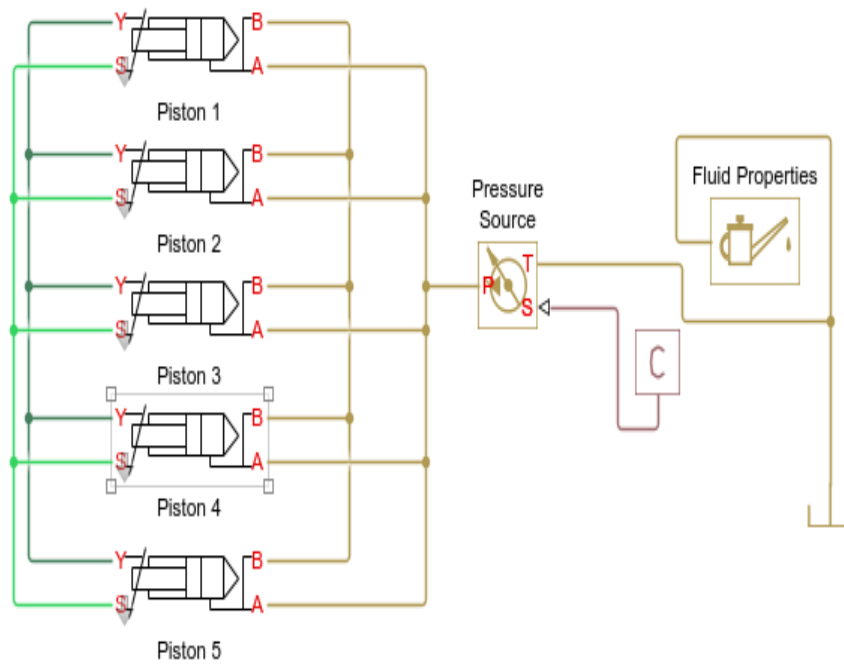 Y
B
S
A
Piston 1
Y
B
S
A
Piston 2
Y
B
S
A
Piston 3
Y
B
S
A
Piston 4
Y
B
S
A
Piston 5
Pressure
Source
P
T
S
C
Fluid Properties